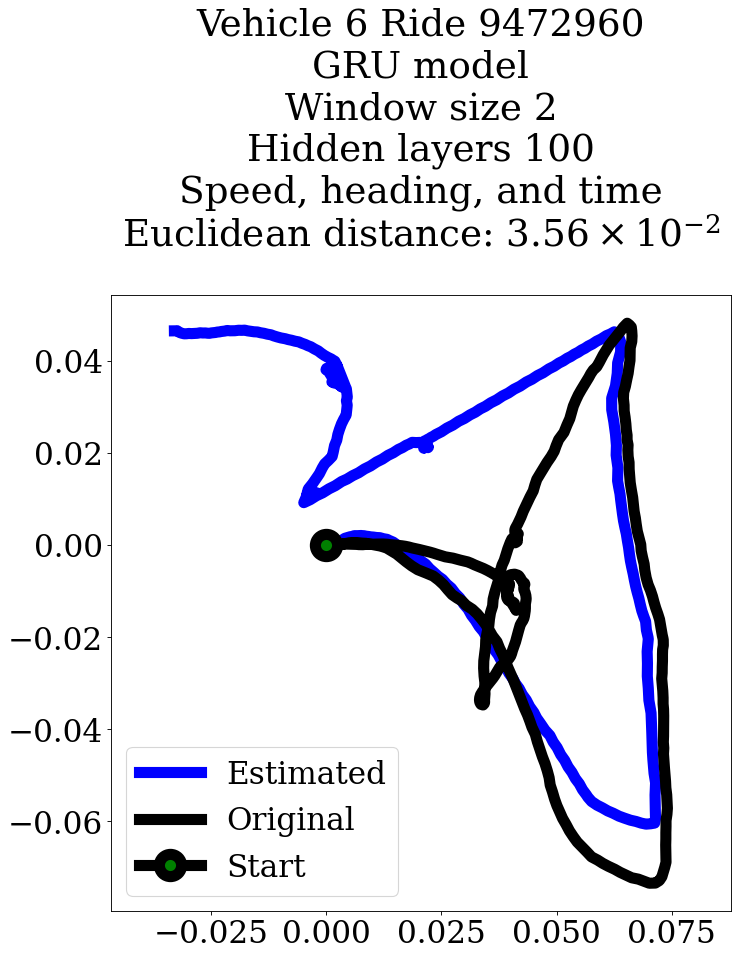 Vehicle 6 Ride 9472960
GRU model
Window size 2
Hidden layers 100
Speed, heading, and time
Euclidean distance: 3.56 × 10⁻²
0.04
0.02
0.00
−0.02
−0.04
−0.06
Estimated
Original
Start
−0.025 0.000 0.025 0.050 0.075